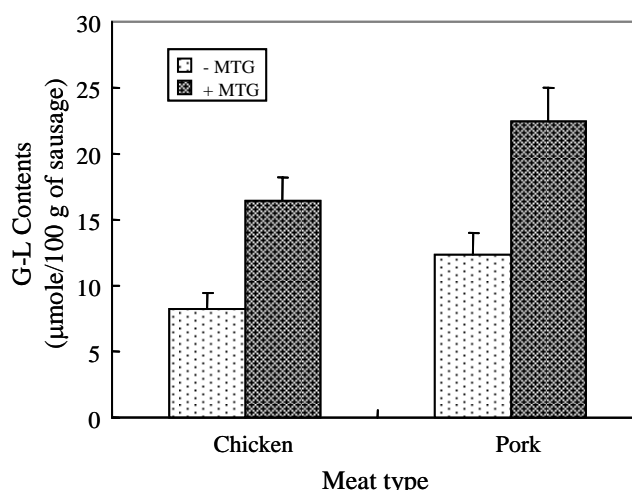 30
25
20
15
10
5
0
G-L Contents
(μmole/100 g of sausage)
- MTG
+ MTG
Chicken
Pork
Meat type